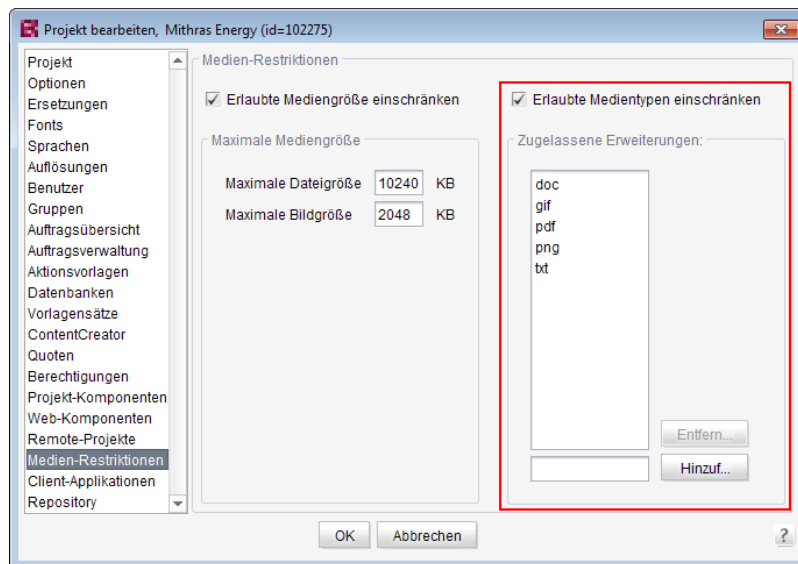 Projekt bearbeiten, Mithras Energy (id=102275)
Projekt
Optionen
Ersetzungen
Fonts
Sprachen
Auflösungen
Benutzer
Gruppen
Auftragsübersicht
Auftragsverwaltung
Aktionsvorlagen
Datenbanken
Vorlagensätze
ContentCreator
Quoten
Berechtigungen
Projekt-Komponenten
Web-Komponenten
Remote-Projekte
Medien-Restriktionen
Client-Applikationen
Repository
Medien-Restriktionen
Erlaubte Mediengröße einschränken
Maximale Mediengröße
Maximale Dateigröße 10240 KB
Maximale Bildgröße 2048 KB
Erlaubte Medientypen einschränken
Zugelassene Erweiterungen:
doc
gif
pdf
png
txt
Entfern...
Hinzuf...
OK Abbrechen ?